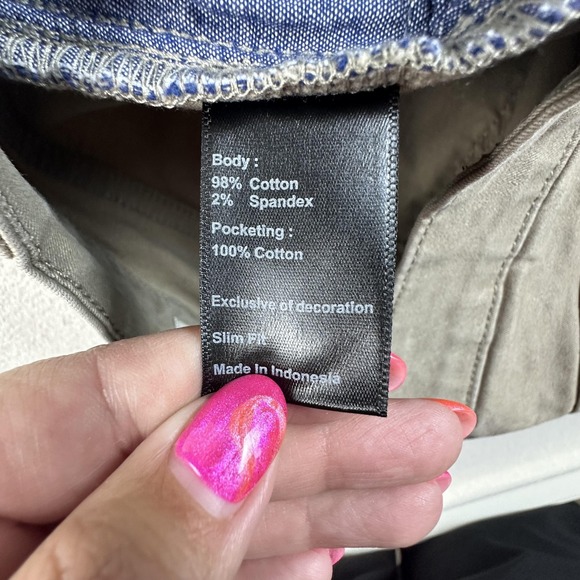 Body :
98% Cotton
2% Spandex
Pocketing :
100% Cotton
Exclusive of decoration
Slim Fit
Made In Indonesia